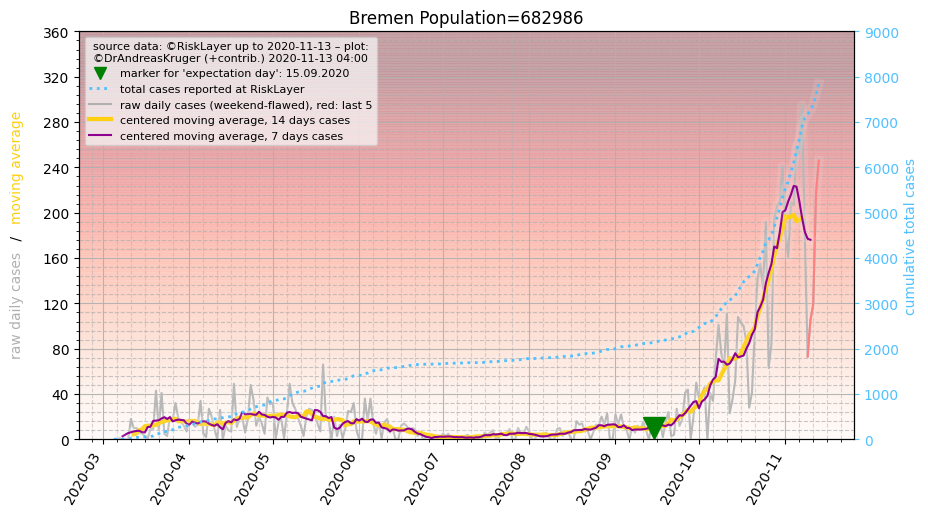 Bremen Population=682986
source data: ©RiskLayer up to 2020-11-13 – plot:
©DrAndreasKruger (+contrib.) 2020-11-13 04:00
marker for 'expectation day': 15.09.2020
total cases reported at RiskLayer
raw daily cases (weekend-flawed), red: last 5
centered moving average, 14 days cases
centered moving average, 7 days cases
raw daily cases / moving average
360
320
280
240
200
160
120
80
40
0
cumulative total cases
9000
8000
7000
6000
5000
4000
3000
2000
1000
0
2020-03
2020-04
2020-05
2020-06
2020-07
2020-08
2020-09
2020-10
2020-11